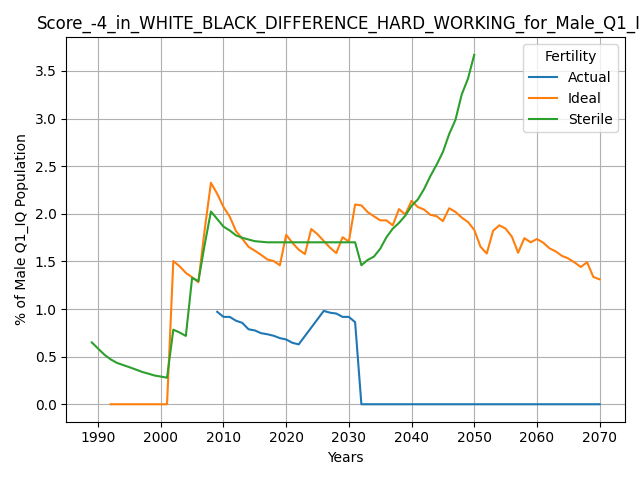 Score_-4_in_WHITE_BLACK_DIFFERENCE_HARD_WORKING_for_Male_Q1_I
Fertility
Actual
Ideal
Sterile
% of Male Q1_IQ Population
3.5
3.0
2.5
2.0
1.5
1.0
0.5
0.0
1990 2000 2010 2020 2030 2040 2050 2060 2070
Years